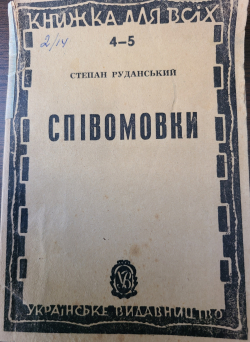 КНИЖКА ДЛЯ ВСІХ
2/14
4–5
СТЕПАН РУДАНСЬКИЙ
СПІВОМОВКИ
УКРАЇНСЬКЕ ВИДАВНИЦТВО